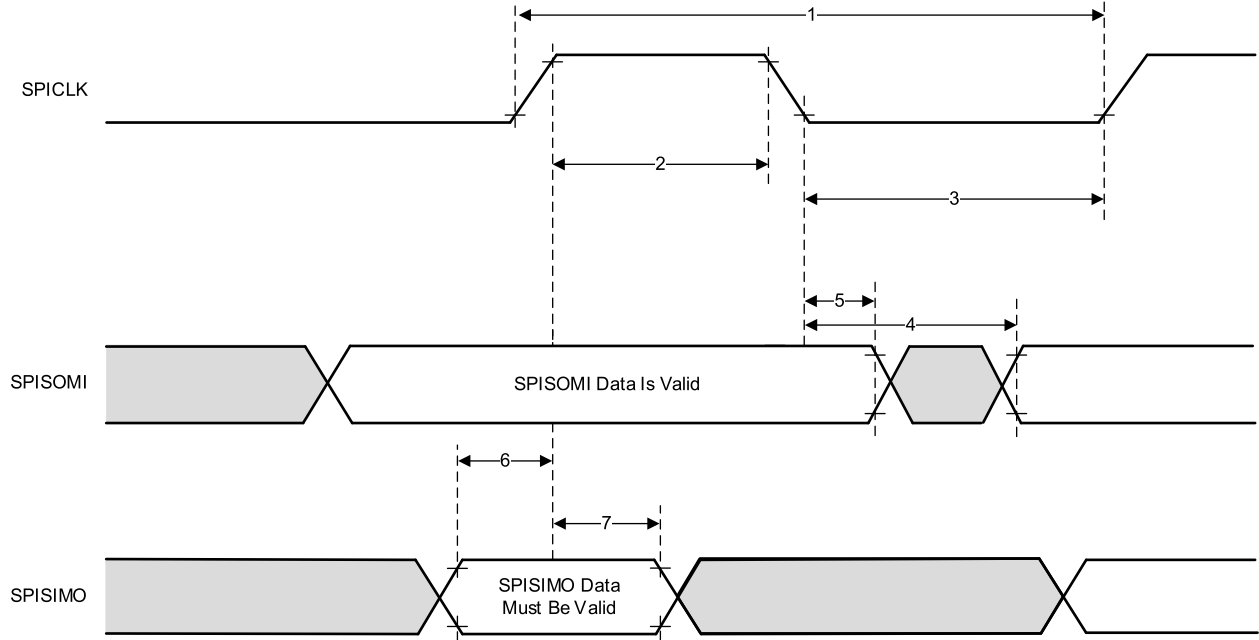 1
SPICLK
2
3
5
4
SPISOMI
SPISOMI Data Is Valid
6
7
SPISIMO
SPISIMO Data
Must Be Valid